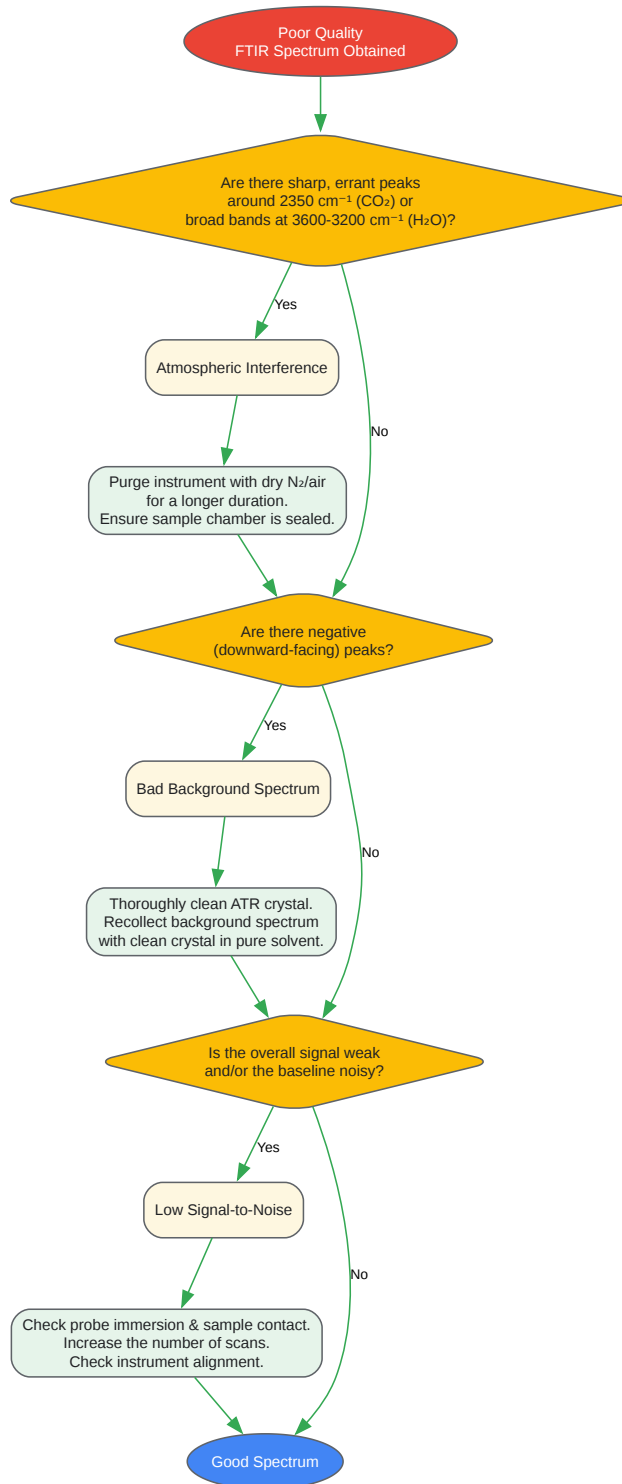 Poor Quality
FTIR Spectrum Obtained
Are there sharp, errant peaks
around 2350 cm⁻¹ (CO₂) or
broad bands at 3600-3200 cm⁻¹ (H₂O)?
Yes
Atmospheric Interference
No
Purge instrument with dry N₂/air
for a longer duration.
Ensure sample chamber is sealed.
Are there negative
(downward-facing) peaks?
Yes
Bad Background Spectrum
No
Thoroughly clean ATR crystal.
Recollect background spectrum
with clean crystal in pure solvent.
Is the overall signal weak
and/or the baseline noisy?
Yes
Low Signal-to-Noise
No
Check probe immersion & sample contact.
Increase the number of scans.
Check instrument alignment.
Good Spectrum